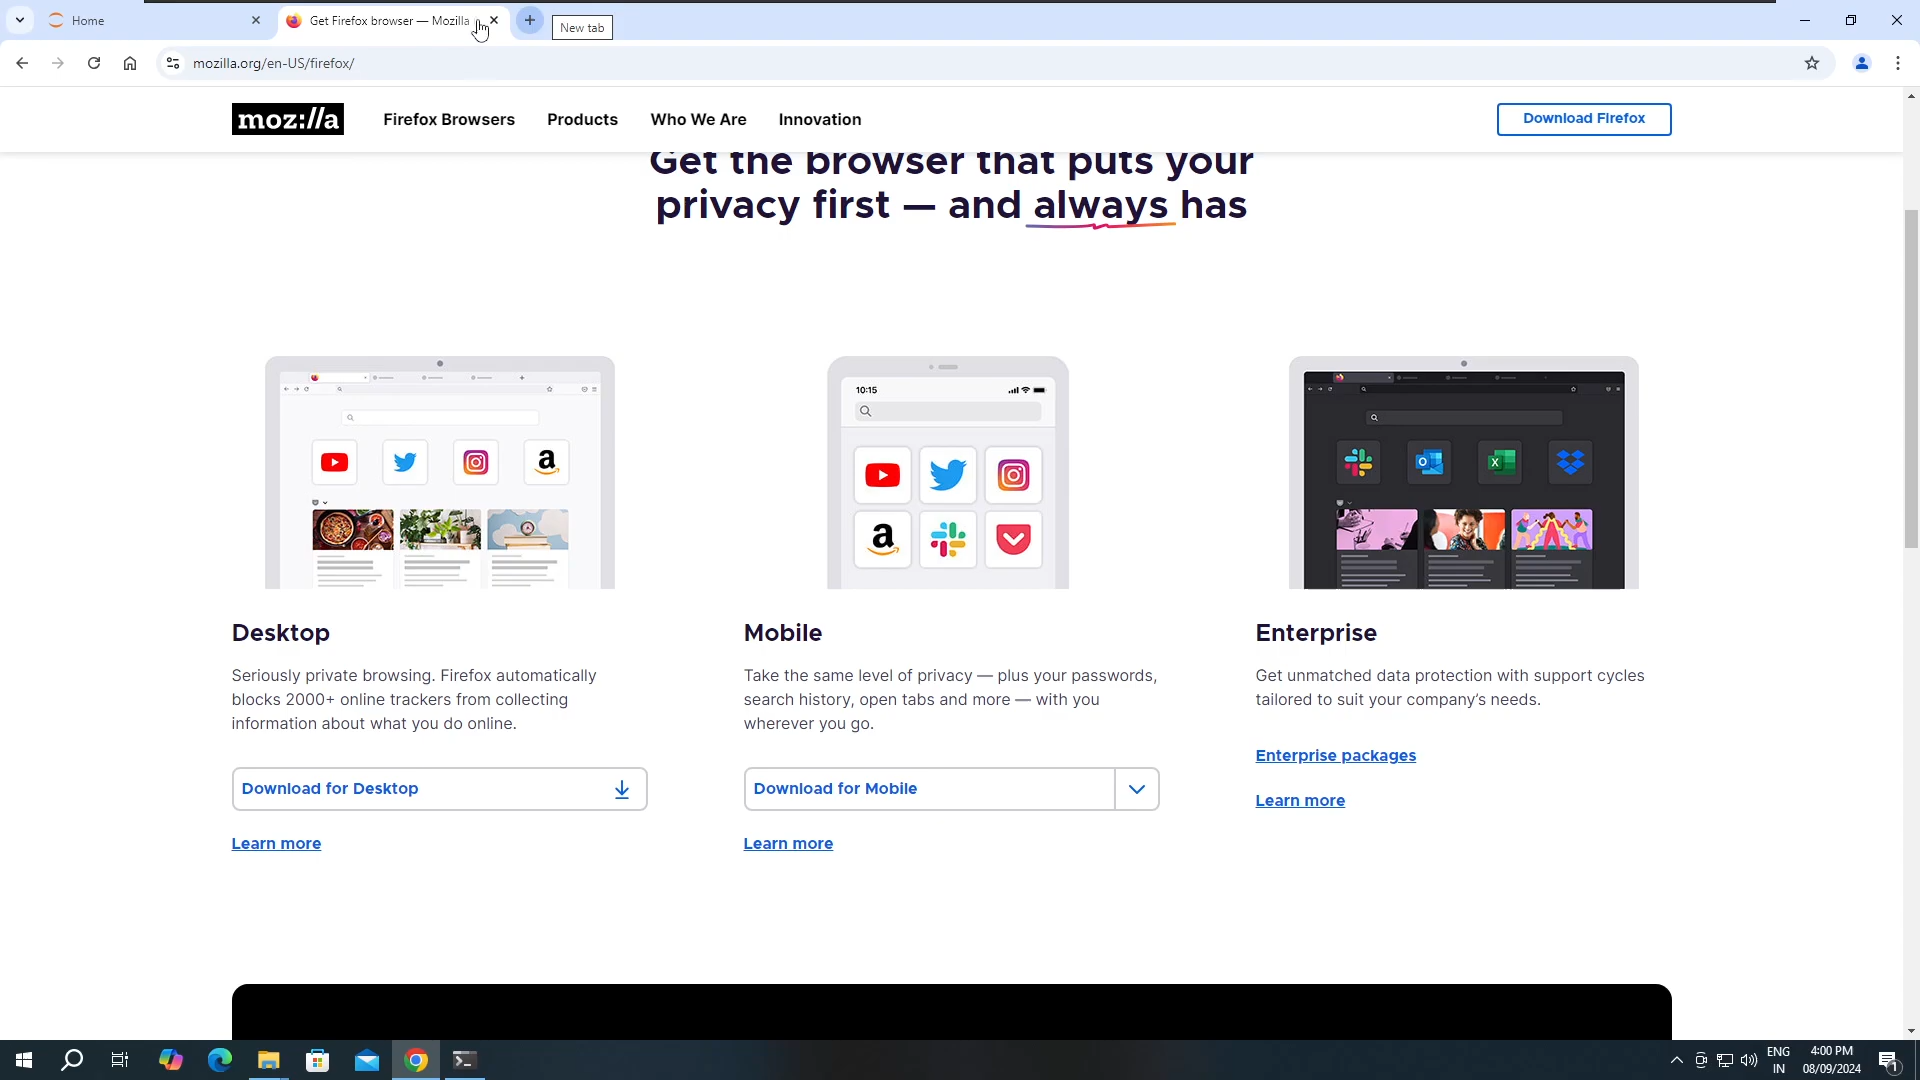 Home
Get Firefox browser — Mozilla
New tab
mozilla.org/en-US/firefox/
moz://a
Firefox Browsers
Products
Who We Are
Innovation
Download Firefox
Get the browser that puts your
privacy first — and always has
10:15
Desktop
Seriously private browsing. Firefox automatically
blocks 2000+ online trackers from collecting
information about what you do online.
Download for Desktop
Learn more
Mobile
Take the same level of privacy — plus your passwords,
search history, open tabs and more — with you
wherever you go.
Download for Mobile
Learn more
Enterprise
Get unmatched data protection with support cycles
tailored to suit your company’s needs.
Enterprise packages
Learn more
ENG
IN
4:00 PM
08/09/2024
1